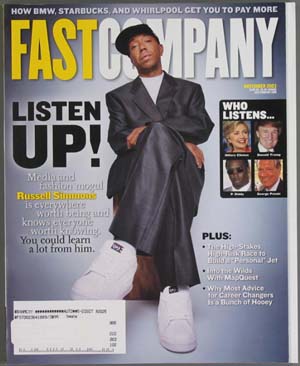 HOW BMW, STARBUCKS, AND WHIRLPOOL GET YOU TO PAY MORE
FAST COMPANY
NOVEMBER 2003
LISTEN
UP!
Media and
fashion mogul
Russell Simmons
is everywhere
worth being and
knows everyone
worth knowing.
You could learn
a lot from him.
WHO
LISTENS...
Hillary Clinton
Donald Trump
P. Diddy
George Pataki
PLUS:
The High-Stakes,
High-Risk Race to
Build a "Personal" Jet
Into the Wilds
With MapQuest
Why Most Advice
for Career Changers
Is a Bunch of Hooey